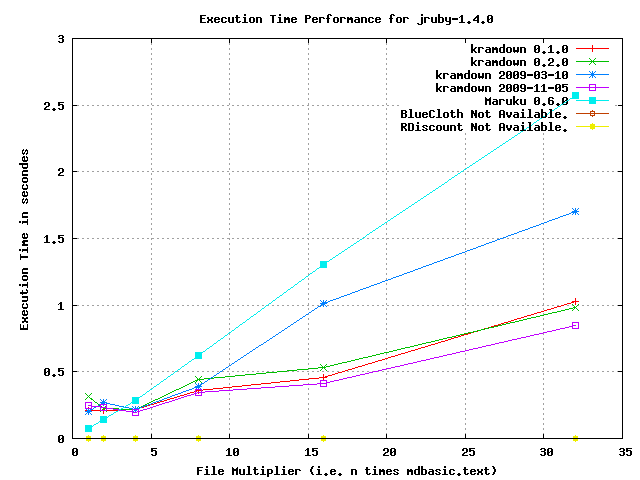 Execution Time Performance for jruby-1.4.0
3
kramdown 0.1.0
kramdown 0.2.0
kramdown 2009-03-10
kramdown 2009-11-05
Maruku 0.6.0
BlueCloth Not Available.
RDiscount Not Available.
2.5
2
1.5
1
0.5
0
Execution Time in secondes
0 5 10 15 20 25 30 35
File Multiplier (i.e. n times mdbasic.text)